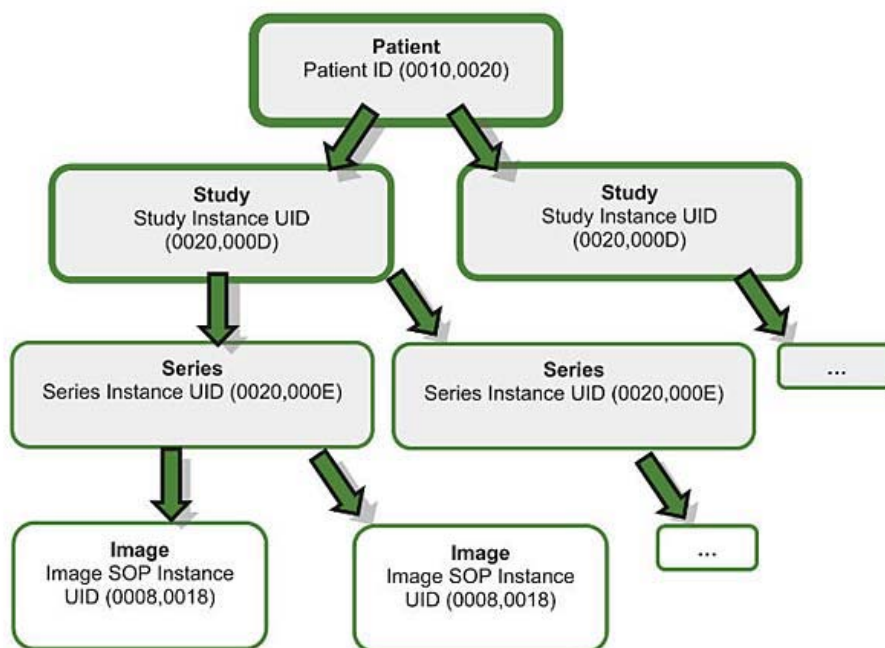 Patient
Patient ID (0010,0020)
Study
Study Instance UID
(0020,000D)
Study
Study Instance UID
(0020,000D)
Series
Series Instance UID (0020,000E)
Series
Series Instance UID (0020,000E)
...
Image
Image SOP Instance
UID (0008,0018)
Image
Image SOP Instance
UID (0008,0018)
...